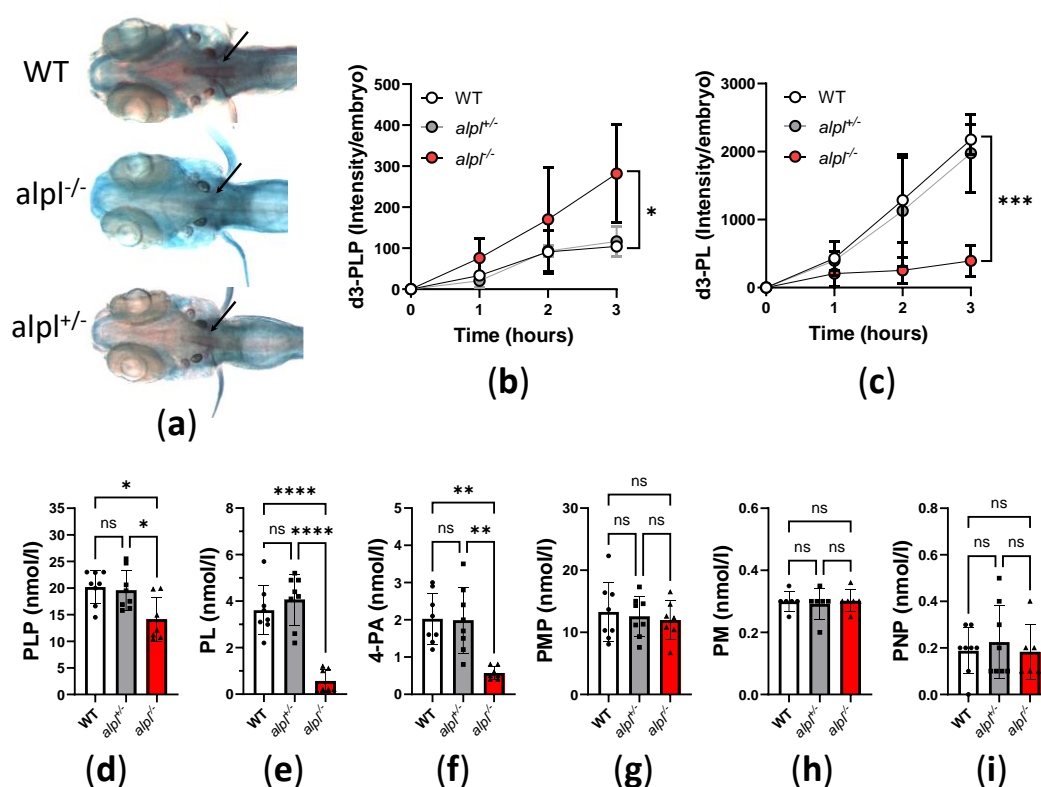 WT
alpl-/-
alpl+/-
(a)
500
400
300
200
100
0
d3-PLP (Intensity/embryo)
WT
alpl+/-
alpl-/-
*
0 1 2 3
Time (hours)
(b)
3000
2000
1000
0
d3-PL (Intensity/embryo)
WT
alpl+/-
alpl-/-
***
0 1 2 3
Time (hours)
(c)
*
ns *
35
30
25
20
15
10
5
0
PLP (nmol/l)
WT alpl+/- alpl-/-
(d)
****
ns ****
8
6
4
2
0
PL (nmol/l)
WT alpl+/- alpl-/-
(e)
**
ns **
5
4
3
2
1
0
4-PA (nmol/l)
WT alpl+/- alpl-/-
(f)
ns
ns ns
30
20
10
0
PMP (nmol/l)
WT alpl+/- alpl-/-
(g)
ns
ns ns
0.6
0.4
0.2
0.0
PM (nmol/l)
WT alpl+/- alpl-/-
(h)
ns
ns ns
0.8
0.6
0.4
0.2
0.0
PNP (nmol/l)
WT alpl+/- alpl-/-
(i)